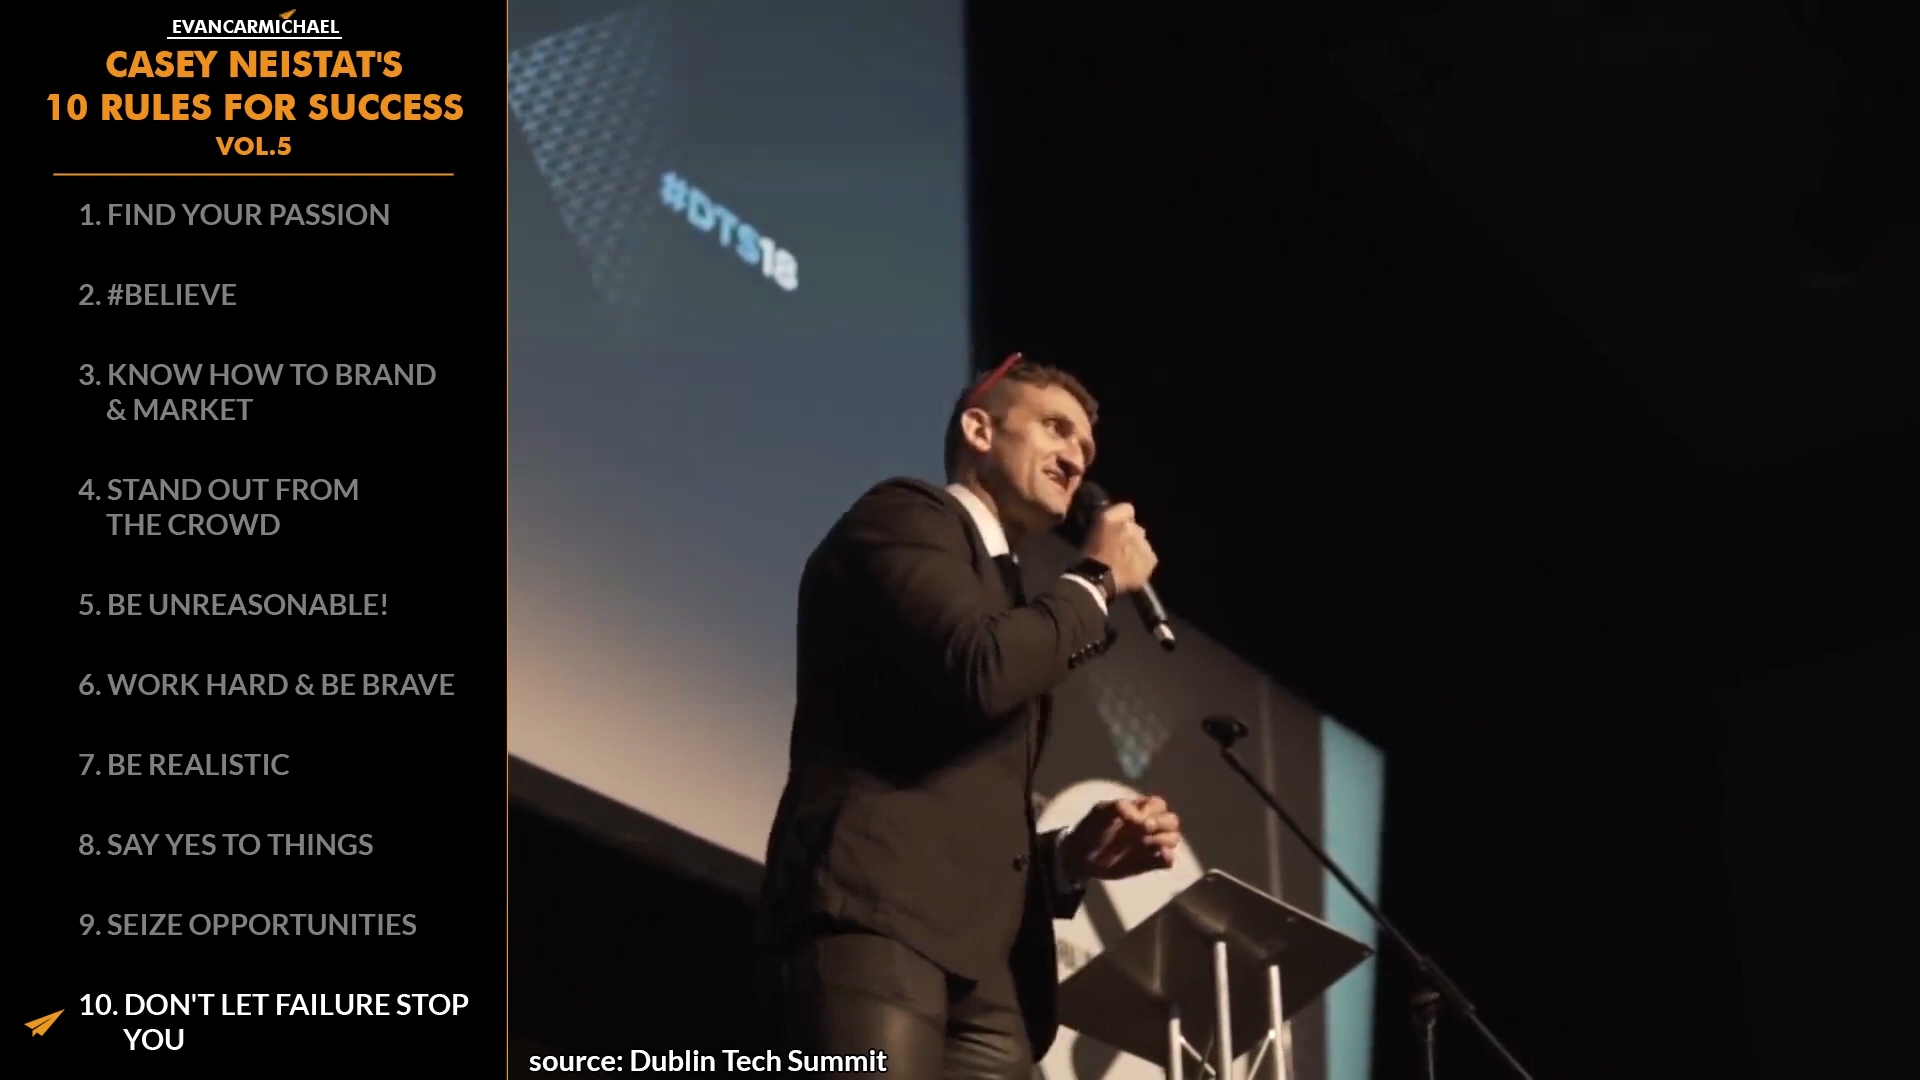 EVANCARMICHAEL
CASEY NEISTAT'S
10 RULES FOR SUCCESS
VOL.5
1. FIND YOUR PASSION
2. #BELIEVE
3. KNOW HOW TO BRAND
& MARKET
4. STAND OUT FROM
THE CROWD
5. BE UNREASONABLE!
6. WORK HARD & BE BRAVE
7. BE REALISTIC
8. SAY YES TO THINGS
9. SEIZE OPPORTUNITIES
10. DON'T LET FAILURE STOP
YOU
#DTS18
source: Dublin Tech Summit